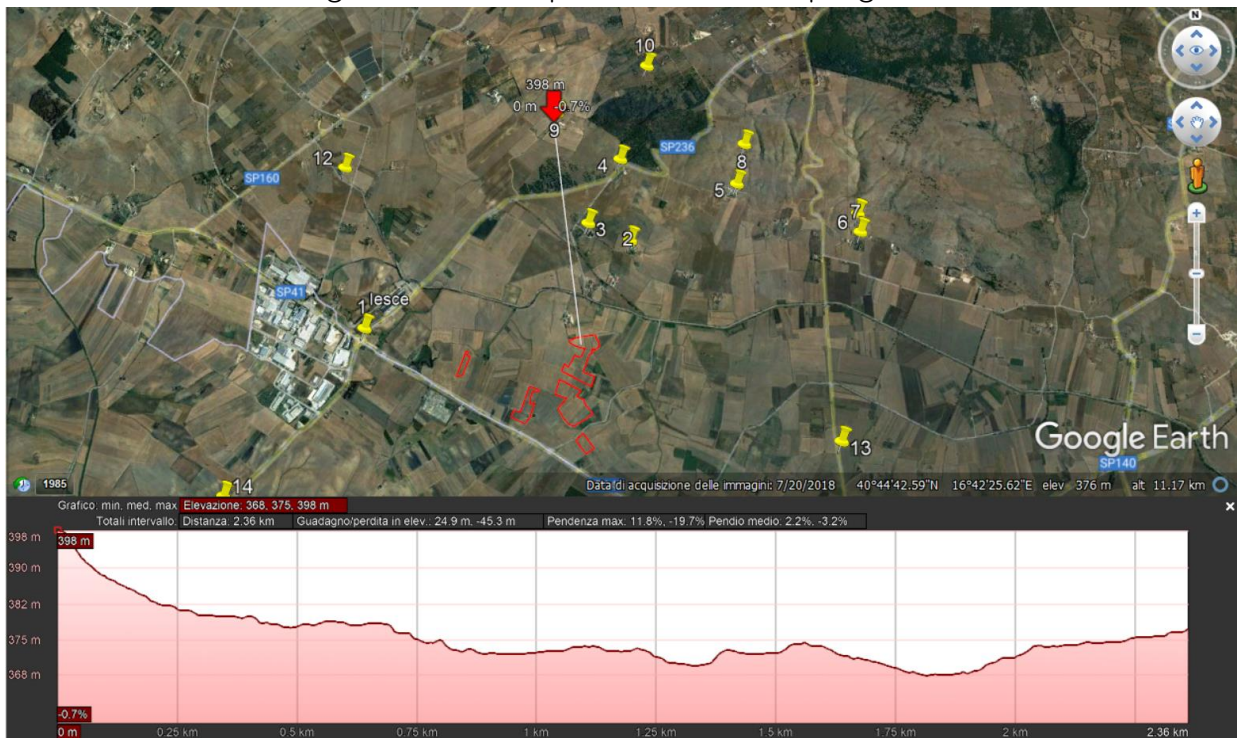 N
10
398 m
0 m -0.7%
9
12
SP160
4
SP236
8
5
3
2
7
6
SP41
1
Iesce
13
Google Earth
SP140
14
1985
Data di acquisizione delle immagini: 7/20/2018 40°44'42.59"N 16°42'25.62"E elev 376 m alt 11.17 km
Grafico: min. med. max Elevazione: 368, 375, 398 m
Totali intervallo: Distanza: 2.36 km Guadagno/perdita in elev.: 24.9 m, -45.3 m Pendenza max: 11.8%, -19.7% Pendio medio: 2.2%, -3.2%
398 m
398 m
390 m
382 m
375 m
368 m
-0.7%
0 m 0.25 km 0.5 km 0.75 km 1 km 1.25 km 1.5 km 1.75 km 2 km 2.36 km